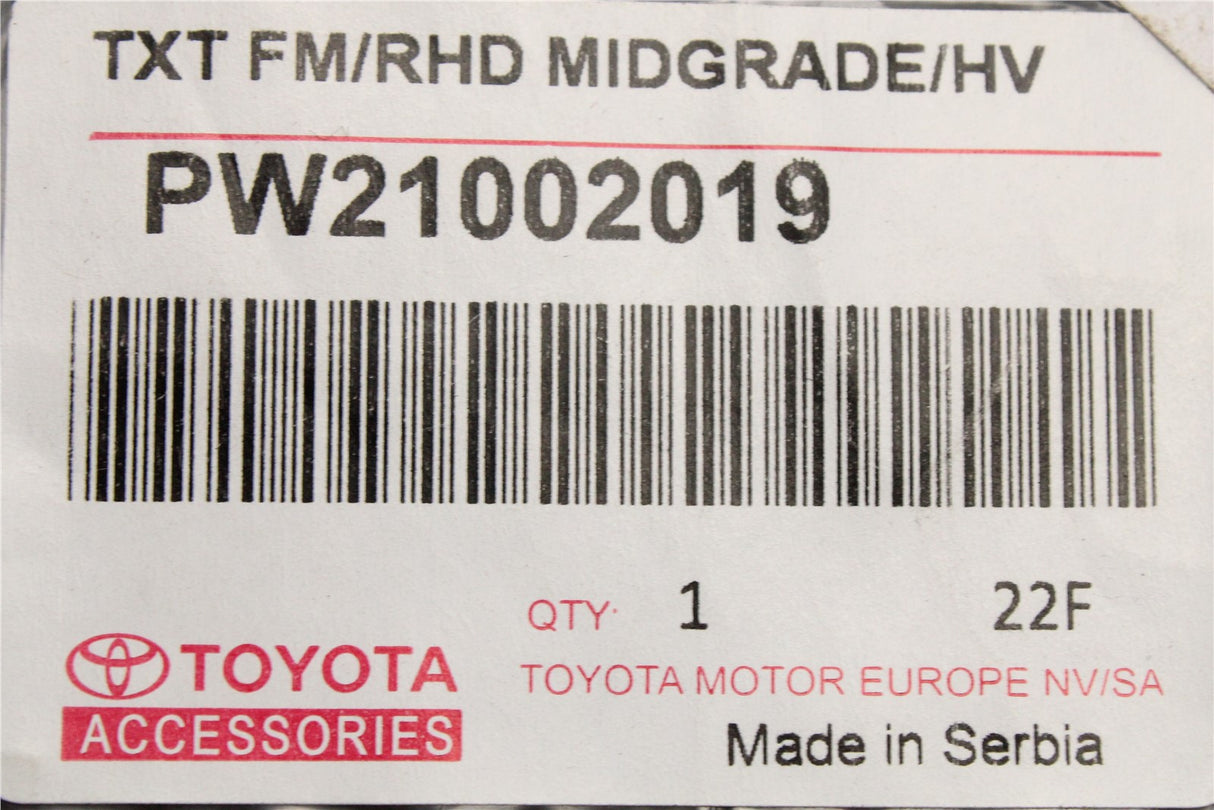 TXT FM/RHD MIDGRADE/HV
PW21002019
QTY· 1 22F
TOYOTA
TOYOTA MOTOR EUROPE NV/SA
ACCESSORIES
Made in Serbia